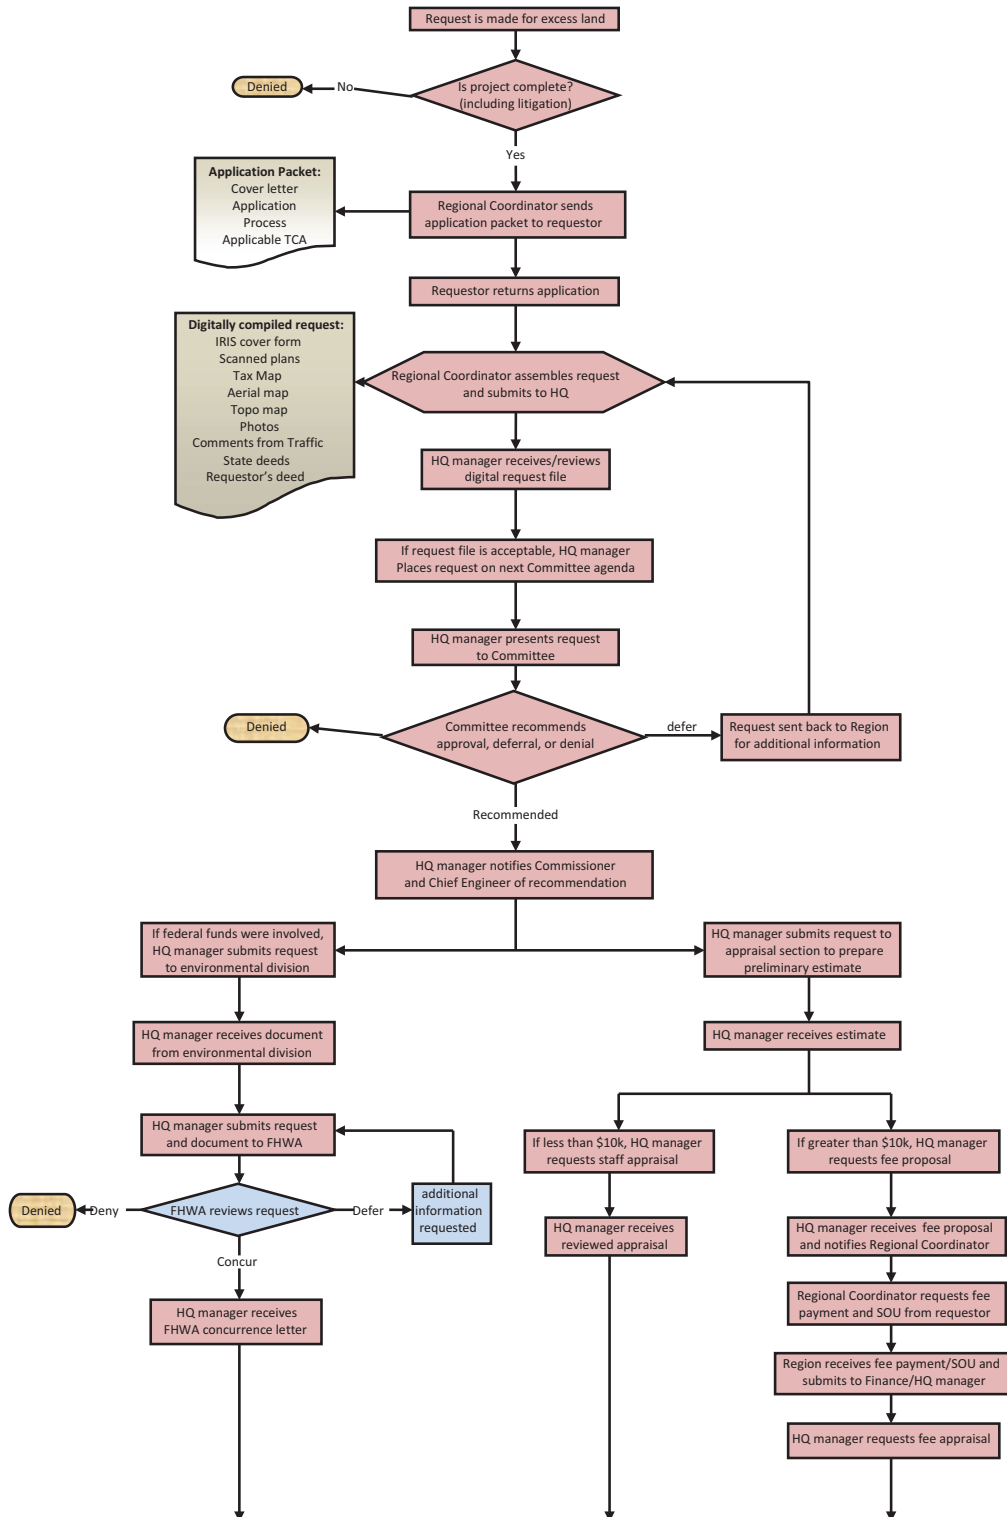 Request is made for excess land
Is project complete?
(including litigation)
No
Denied
Yes
Application Packet:
Cover letter
Application
Process
Applicable TCA
Regional Coordinator sends
application packet to requestor
Requestor returns application
Digitally compiled request:
IRIS cover form
Scanned plans
Tax Map
Aerial map
Topo map
Photos
Comments from Traffic
State deeds
Requestor's deed
Regional Coordinator assembles request
and submits to HQ
HQ manager receives/reviews
digital request file
If request file is acceptable, HQ manager
Places request on next Committee agenda
HQ manager presents request
to Committee
Denied
Committee recommends
approval, deferral, or denial
defer
Request sent back to Region
for additional information
Recommended
HQ manager notifies Commissioner
and Chief Engineer of recommendation
If federal funds were involved,
HQ manager submits request
to environmental division
HQ manager submits request to
appraisal section to prepare
preliminary estimate
HQ manager receives document
from environmental division
HQ manager receives estimate
HQ manager submits request
and document to FHWA
If less than $10k, HQ manager
requests staff appraisal
If greater than $10k, HQ manager
requests fee proposal
Denied
Deny
FHWA reviews request
Defer
additional
information
requested
HQ manager receives
reviewed appraisal
HQ manager receives  fee proposal
and notifies Regional Coordinator
Concur
HQ manager receives
FHWA concurrence letter
Regional Coordinator requests fee
payment and SOU from requestor
Region receives fee payment/SOU and
submits to Finance/HQ manager
HQ manager requests fee appraisal